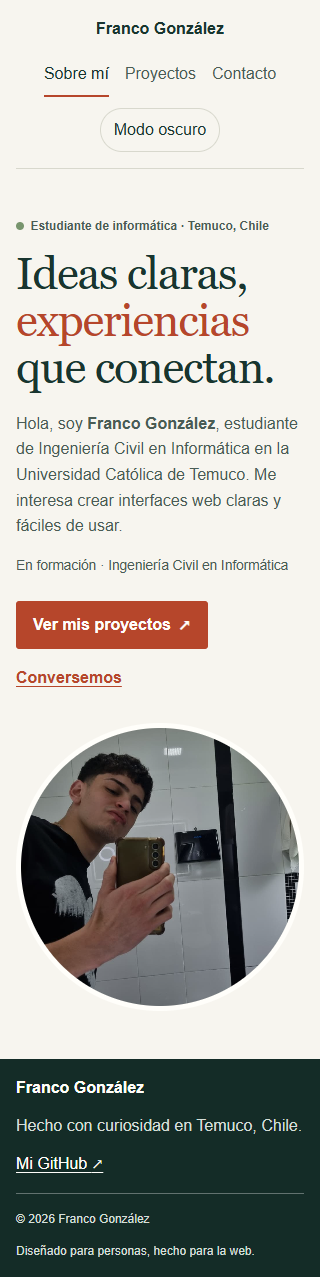 Franco González
Sobre mí Proyectos Contacto
Modo oscuro
Estudiante de informática · Temuco, Chile
Ideas claras,
experiencias
que conectan.
Hola, soy Franco González, estudiante
de Ingeniería Civil en Informática en la
Universidad Católica de Temuco. Me
interesa crear interfaces web claras y
fáciles de usar.
En formación · Ingeniería Civil en Informática
Ver mis proyectos ↗
Conversemos
Franco González
Hecho con curiosidad en Temuco, Chile.
Mi GitHub ↗
© 2026 Franco González
Diseñado para personas, hecho para la web.